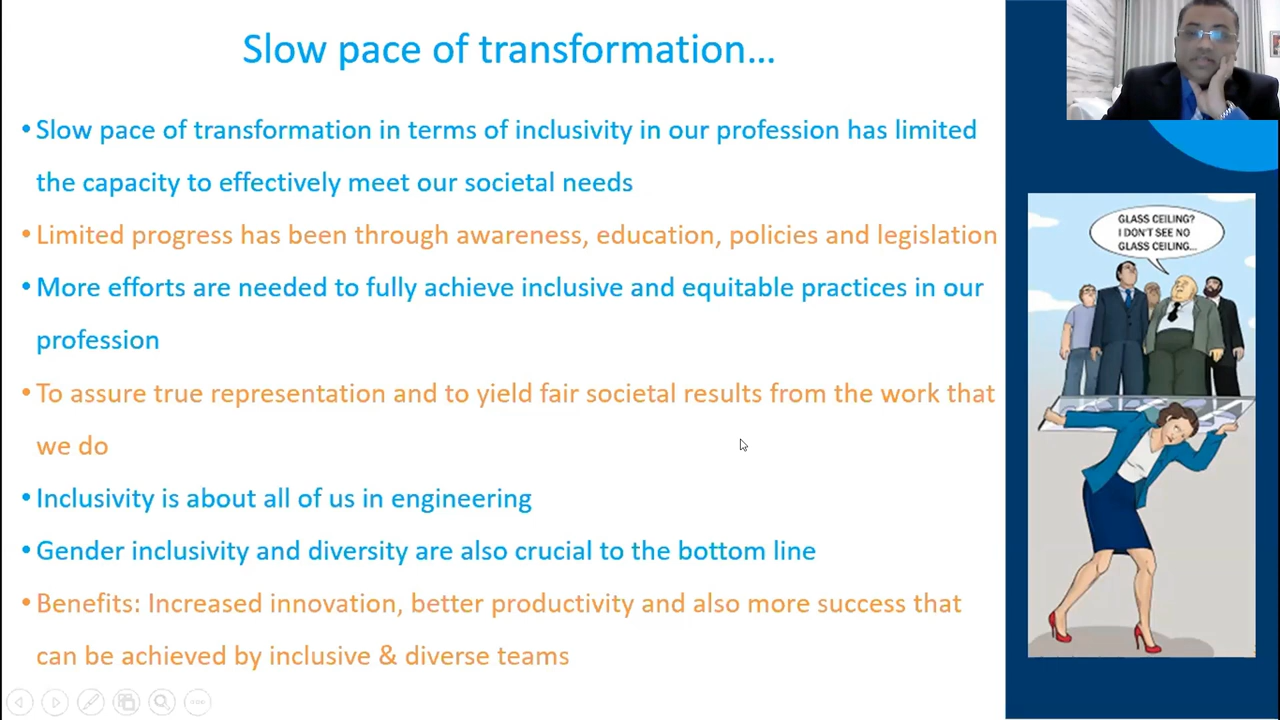 Slow pace of transformation...
• Slow pace of transformation in terms of inclusivity in our profession has limited
the capacity to effectively meet our societal needs
• Limited progress has been through awareness, education, policies and legislation
• More efforts are needed to fully achieve inclusive and equitable practices in our
profession
• To assure true representation and to yield fair societal results from the work that
we do
• Inclusivity is about all of us in engineering
• Gender inclusivity and diversity are also crucial to the bottom line
• Benefits: Increased innovation, better productivity and also more success that
can be achieved by inclusive & diverse teams
GLASS CEILING?
I DON'T SEE NO
GLASS CEILING...